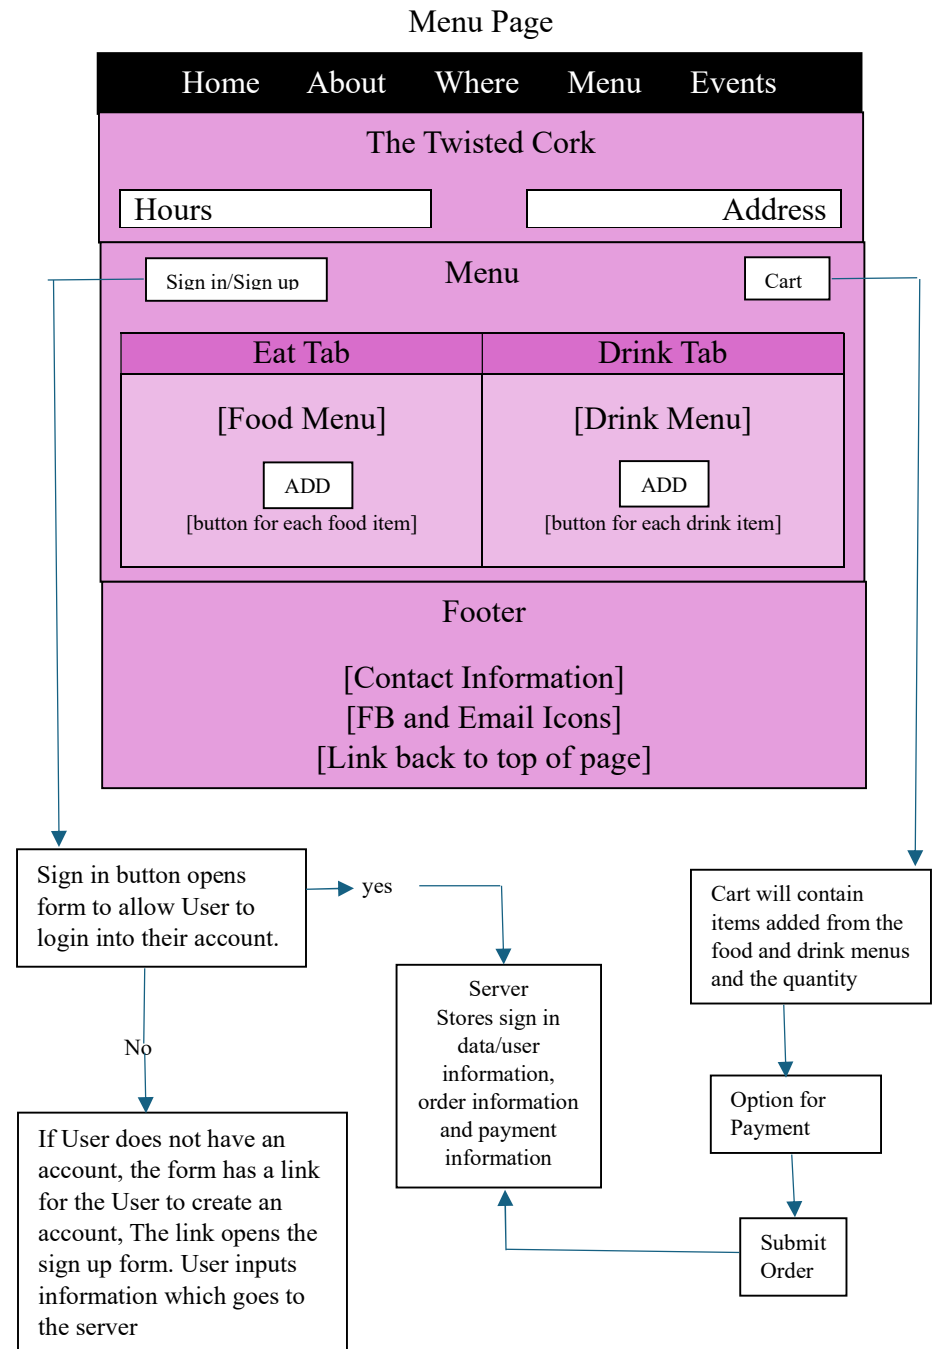 Menu Page
Home About Where Menu Events
The Twisted Cork
Hours
Address
Sign in/Sign up
Menu
Cart
Eat Tab
Drink Tab
[Food Menu]
ADD
[button for each food item]
[Drink Menu]
ADD
[button for each drink item]
Footer
[Contact Information]
[FB and Email Icons]
[Link back to top of page]
Sign in button opens
form to allow User to
login into their account.
yes
No
If User does not have an
account, the form has a link
for the User to create an
account, The link opens the
sign up form. User inputs
information which goes to
the server
Server
Stores sign in
data/user
information,
order information
and payment
information
Cart will contain
items added from the
food and drink menus
and the quantity
Option for
Payment
Submit
Order